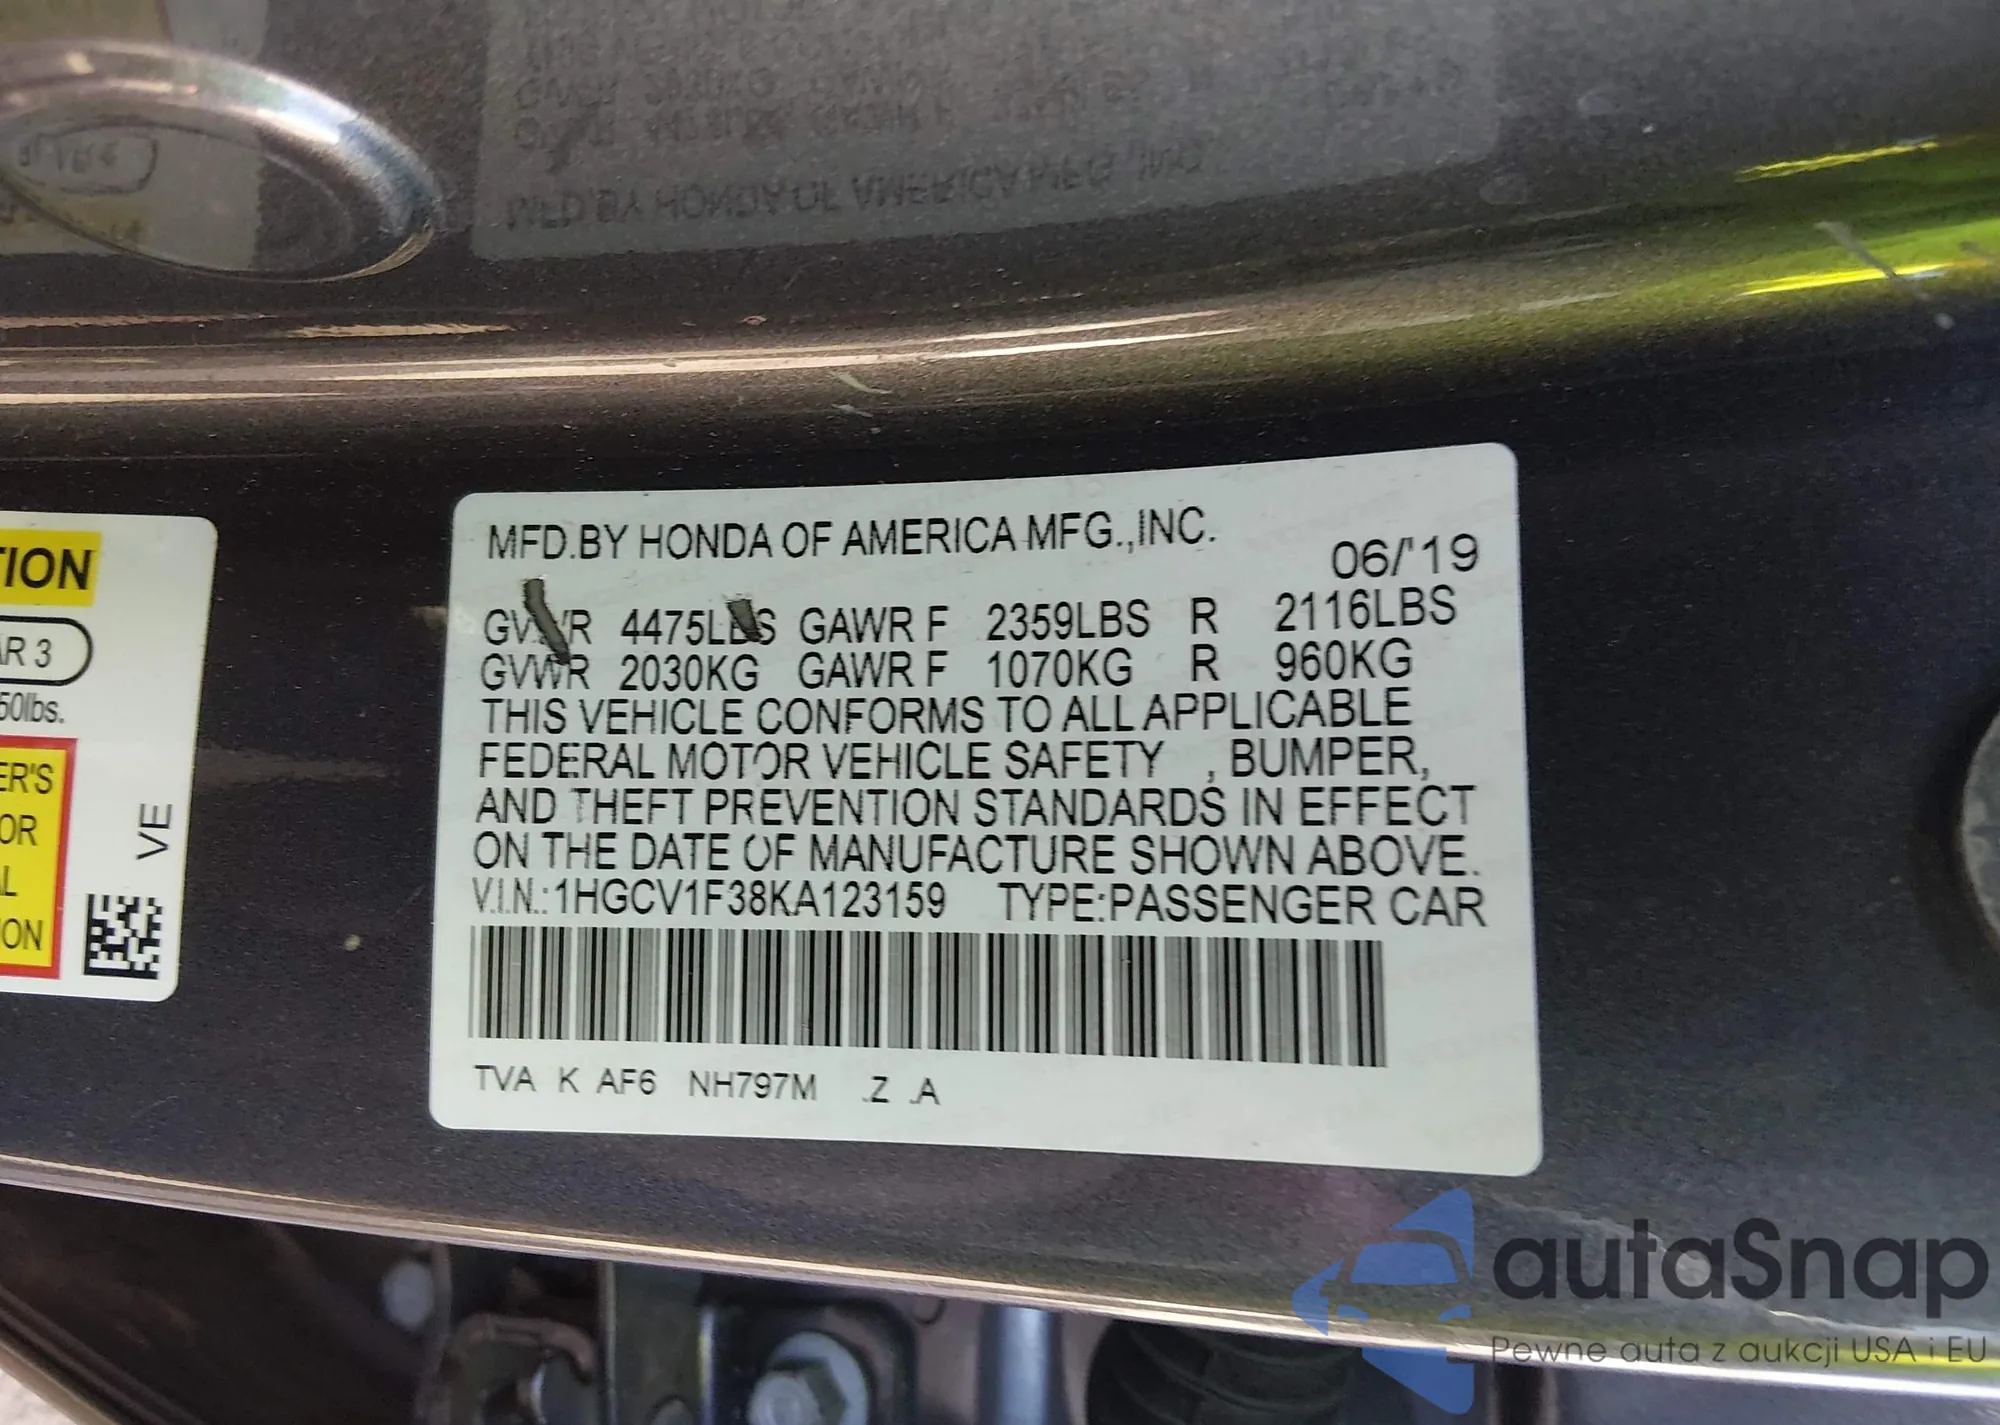 MFD.BY HONDA OF AMERICA MFG.,INC.
06/'19
GVWR 4475LBS GAWR F 2359LBS R 2116LBS
GVWR 2030KG GAWR F 1070KG R 960KG
THIS VEHICLE CONFORMS TO ALL APPLICABLE
FEDERAL MOTOR VEHICLE SAFETY , BUMPER,
AND THEFT PREVENTION STANDARDS IN EFFECT
ON THE DATE OF MANUFACTURE SHOWN ABOVE.
V.I.N.:1HGCV1F38KA123159 TYPE:PASSENGER CAR
TVA K AF6 NH797M .Z .A
TION
AR 3
50lbs.
ER'S
OR
AL
ION
VE
autaSnap
Pewne auta z aukcji USA i EU